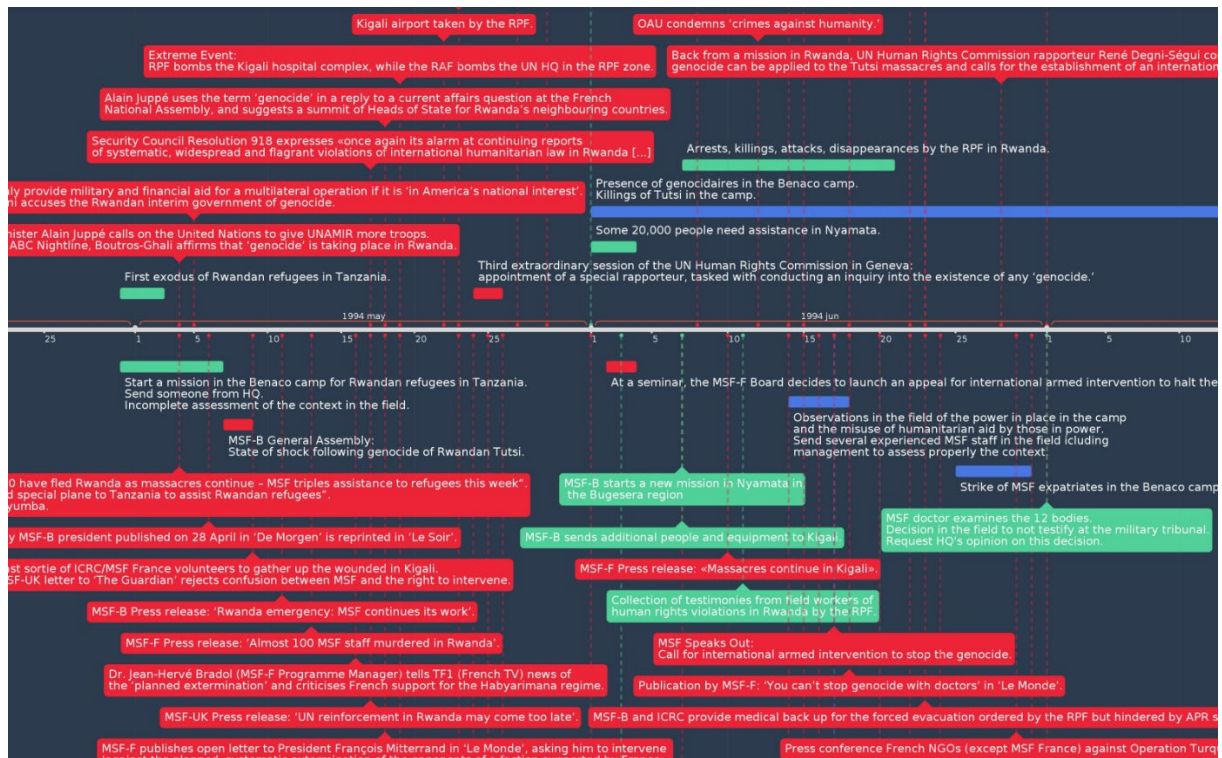 Kigali airport taken by the RPF.
OAU condemns ‘crimes against humanity.’
Extreme Event:
RPF bombs the Kigali hospital complex, while the RAF bombs the UN HQ in the RPF zone.
Back from a mission in Rwanda, UN Human Rights Commission rapporteur René Degni-Ségui co
genocide can be applied to the Tutsi massacres and calls for the establishment of an internation
Alain Juppé uses the term ‘genocide’ in a reply to a current affairs question at the French
National Assembly, and suggests a summit of Heads of State for Rwanda’s neighbouring countries.
Security Council Resolution 918 expresses «once again its alarm at continuing reports
of systematic, widespread and flagrant violations of international humanitarian law in Rwanda [...]
Arrests, killings, attacks, disappearances by the RPF in Rwanda.
nly provide military and financial aid for a multilateral operation if it is ‘in America’s national interest’.
ni accuses the Rwandan interim government of genocide.
Presence of genocidaires in the Benaco camp.
Killings of Tutsi in the camp.
nister Alain Juppé calls on the United Nations to give UNAMIR more troops.
ABC Nightline, Boutros-Ghali affirms that ‘genocide’ is taking place in Rwanda.
Some 20,000 people need assistance in Nyamata.
First exodus of Rwandan refugees in Tanzania.
Third extraordinary session of the UN Human Rights Commission in Geneva:
appointment of a special rapporteur, tasked with conducting an inquiry into the existence of any ‘genocide.’
1994 may
1994 jun
25 1 5 10 15 20 25 1 5 10 15 20 25 1 5 10
Start a mission in the Benaco camp for Rwandan refugees in Tanzania.
Send someone from HQ.
Incomplete assessment of the context in the field.
At a seminar, the MSF-F Board decides to launch an appeal for international armed intervention to halt the
MSF-B General Assembly:
State of shock following genocide of Rwandan Tutsi.
Observations in the field of the power in place in the camp
and the misuse of humanitarian aid by those in power.
Send several experienced MSF staff in the field icluding
management to assess properly the context.
Strike of MSF expatriates in the Benaco camp
0 have fled Rwanda as massacres continue – MSF triples assistance to refugees this week”.
d special plane to Tanzania to assist Rwandan refugees”.
yumba.
MSF-B starts a new mission in Nyamata in
the Bugesera region
MSF doctor examines the 12 bodies.
Decision in the field to not testify at the military tribunal.
Request HQ's opinion on this decision.
y MSF-B president published on 28 April in ‘De Morgen’ is reprinted in ‘Le Soir’.
MSF-B sends additional people and equipment to Kigali.
ast sortie of ICRC/MSF France volunteers to gather up the wounded in Kigali.
SF-UK letter to ‘The Guardian’ rejects confusion between MSF and the right to intervene.
MSF-F Press release: «Massacres continue in Kigali».
MSF-B Press release: ‘Rwanda emergency: MSF continues its work’.
Collection of testimonies from field workers of
human rights violations in Rwanda by the RPF.
MSF-F Press release: ‘Almost 100 MSF staff murdered in Rwanda’.
MSF Speaks Out:
Call for international armed intervention to stop the genocide.
Dr. Jean-Hervé Bradol (MSF-F Programme Manager) tells TF1 (French TV) news of
the ‘planned extermination’ and criticises French support for the Habyarimana regime.
Publication by MSF-F: ‘You can’t stop genocide with doctors’ in ‘Le Monde’.
MSF-UK Press release: ‘UN reinforcement in Rwanda may come too late’.
MSF-B and ICRC provide medical back up for the forced evacuation ordered by the RPF but hindered by APR s
MSF-F publishes open letter to President François Mitterrand in ‘Le Monde’, asking him to intervene
Press conference French NGOs (except MSF France) against Operation Turqu